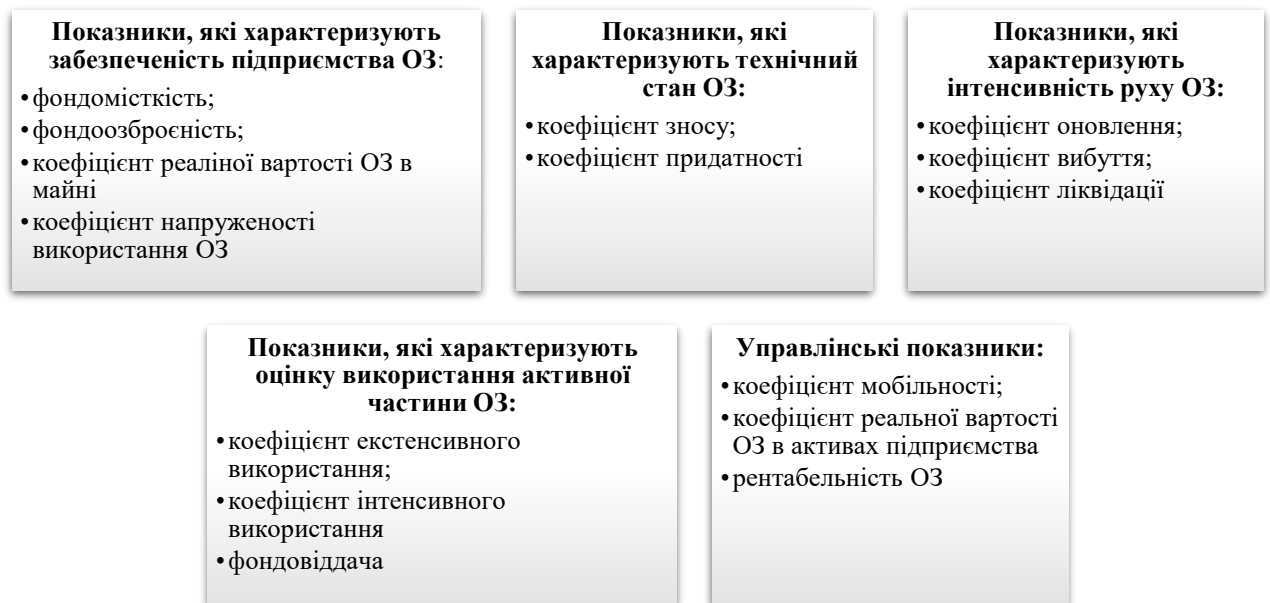 Показники, які характеризують
забезпеченість підприємства ОЗ:
•фондомісткість;
•фондоозброєність;
•коефіцієнт реаліної вартості ОЗ в
майні
•коефіцієнт напруженості
використання ОЗ
Показники, які
характеризують технічний
стан ОЗ:
•коефіцієнт зносу;
•коефіцієнт придатності
Показники, які
характеризують
інтенсивність руху ОЗ:
•коефіцієнт оновлення;
•коефіцієнт вибуття;
•коефіцієнт ліквідації
Показники, які характеризують
оцінку використання активної
частини ОЗ:
•коефіцієнт екстенсивного
використання;
•коефіцієнт інтенсивного
використання
•фондовіддача
Управлінські показники:
•коефіцієнт мобільності;
•коефіцієнт реальної вартості
ОЗ в активах підприємства
•рентабельність ОЗ